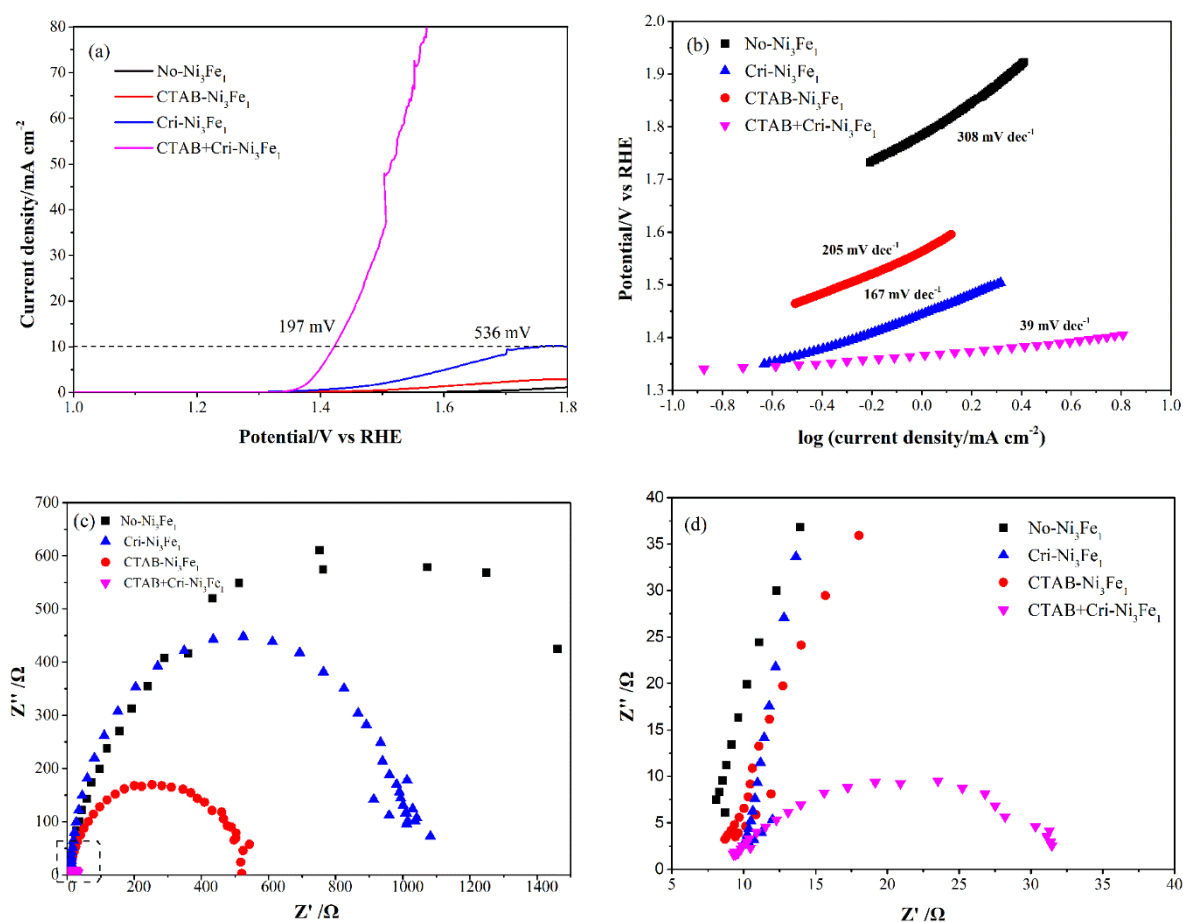 (a)
No-Ni₃Fe₁
CTAB-Ni₃Fe₁
Cri-Ni₃Fe₁
CTAB+Cri-Ni₃Fe₁
197 mV
536 mV
80
70
60
50
40
30
20
10
0
1.0 1.2 1.4 1.6 1.8
Current density/mA cm⁻²
Potential/V vs RHE
(b)
No-Ni₃Fe₁
Cri-Ni₃Fe₁
CTAB-Ni₃Fe₁
CTAB+Cri-Ni₃Fe₁
308 mV dec⁻¹
205 mV dec⁻¹
167 mV dec⁻¹
39 mV dec⁻¹
2.0
1.9
1.8
1.7
1.6
1.5
1.4
1.3
-1.0 -0.8 -0.6 -0.4 -0.2 0.0 0.2 0.4 0.6 0.8 1.0
Potential/V vs RHE
log (current density/mA cm⁻²)
(c)
No-Ni₃Fe₁
Cri-Ni₃Fe₁
CTAB-Ni₃Fe₁
CTAB+Cri-Ni₃Fe₁
700
600
500
400
300
200
100
0
0 200 400 600 800 1000 1200 1400
Z'' /Ω
Z' /Ω
(d)
No-Ni₃Fe₁
Cri-Ni₃Fe₁
CTAB-Ni₃Fe₁
CTAB+Cri-Ni₃Fe₁
40
35
30
25
20
15
10
5
0
5 10 15 20 25 30 35 40
Z'' /Ω
Z' /Ω